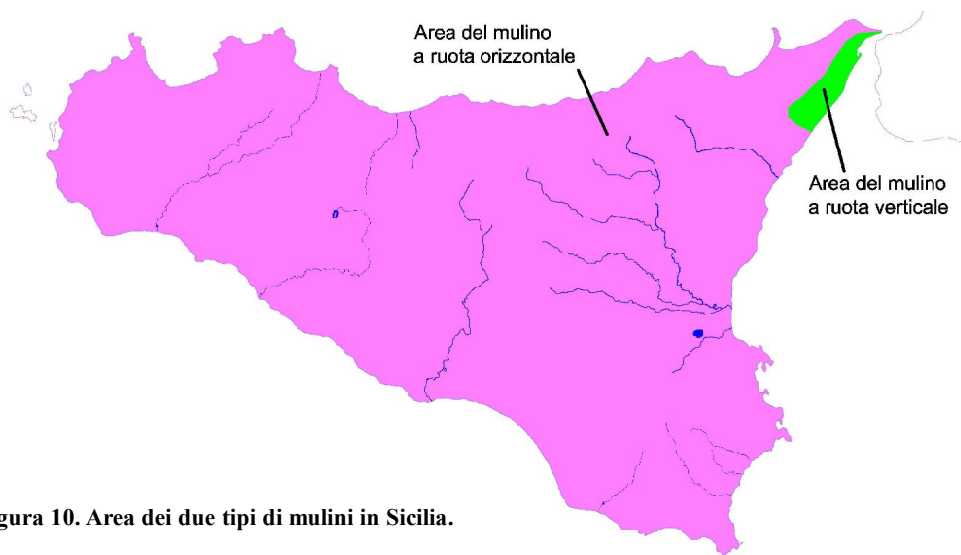 Area del mulino
a ruota orizzontale
Area del mulino
a ruota verticale
gura 10. Area dei due tipi di mulini in Sicilia.